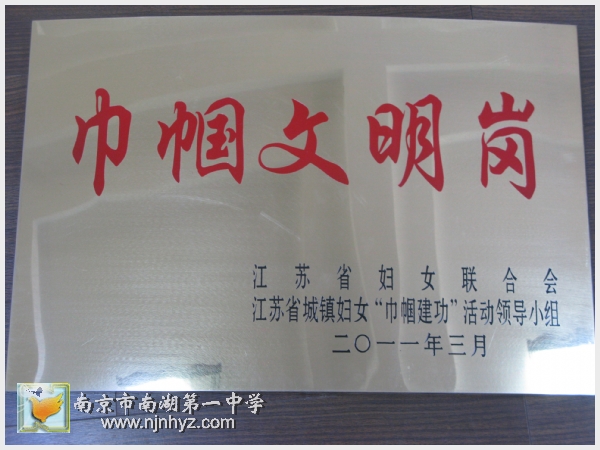 巾帼文明岗
江苏省妇女联合会
江苏省城镇妇女“巾帼建功”活动领导小组
二〇一一年三月
南京市南湖第一中学
www.njnhyz.com